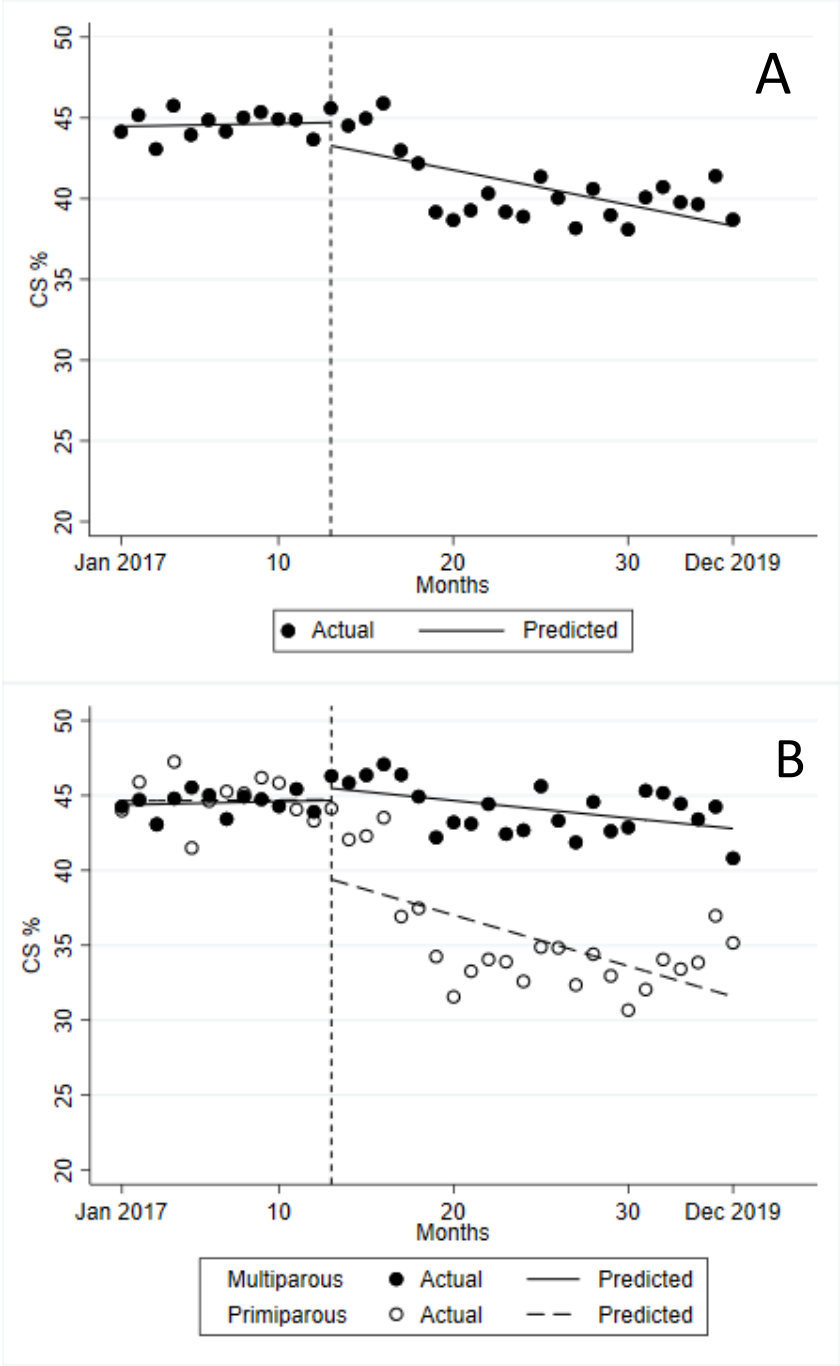 A
50
45
40
35
30
25
20
CS %
Jan 2017 10 20 30 Dec 2019
Months
Actual Predicted
B
50
45
40
35
30
25
20
CS %
Jan 2017 10 20 30 Dec 2019
Months
Multiparous Actual Predicted
Primiparous Actual Predicted